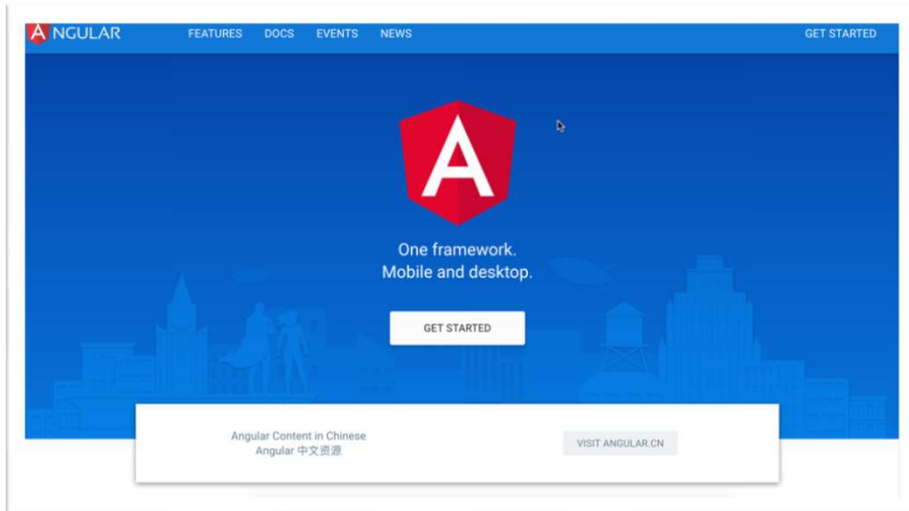 ANGULAR
FEATURES DOCS EVENTS NEWS GET STARTED
A
One framework.
Mobile and desktop.
GET STARTED
Angular Content in Chinese
Angular 中文资源
VISIT ANGULAR.CN